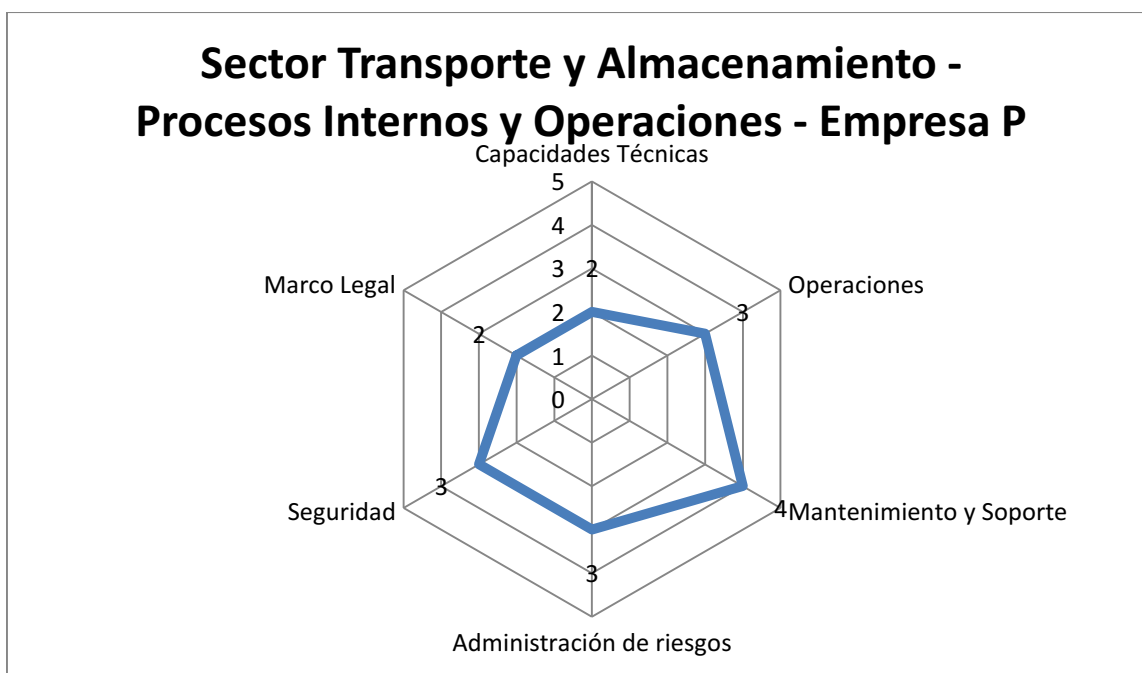 Sector Transporte y Almacenamiento -
Procesos Internos y Operaciones - Empresa P
Capacidades Técnicas
5
4
3
2
2
1
0
Operaciones
3
Mantenimiento y Soporte
4
Administración de riesgos
3
Seguridad
3
Marco Legal
2